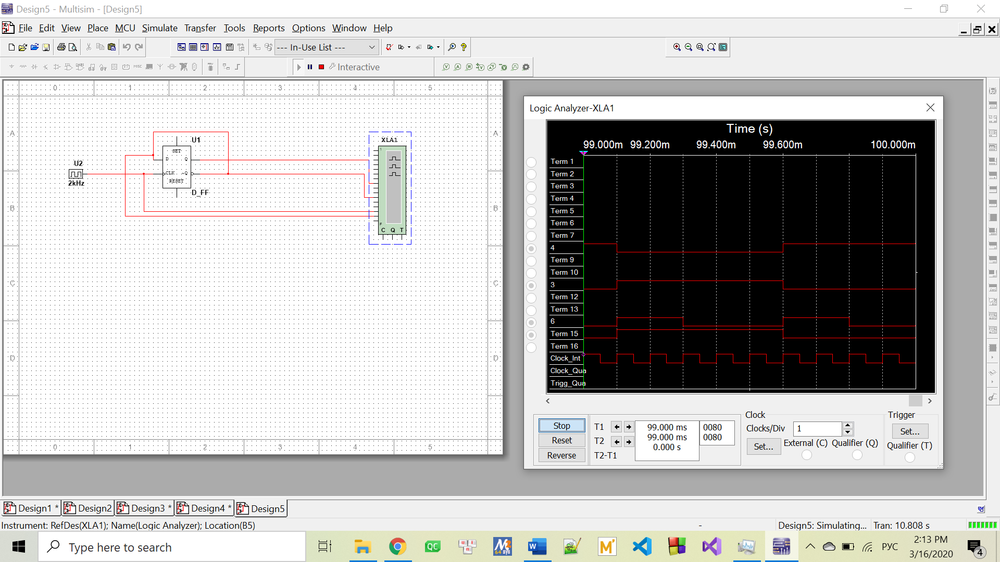 Design5 - Multisim - [Design5]
File Edit View Place MCU Simulate Transfer Tools Reports Options Window Help
--- In-Use List ---
Interactive
0 1 2 3 4 5
A A
B B
C C
D D
0 1 2 3 4 5
U2
2kHz
U1
SET
D Q
CLK ~Q
RESET
D_FF
XLA1
1
F
C Q T
Logic Analyzer-XLA1
Time (s)
99.000m 99.200m 99.400m 99.600m 100.000m
Term 1
Term 2
Term 3
Term 4
Term 5
Term 6
Term 7
4
Term 9
Term 10
3
Term 12
Term 13
6
Term 15
Term 16
Clock_Int
Clock_Qua
Trigg_Qua
Stop
Reset
Reverse
T1 99.000 ms 0080
T2 99.000 ms 0080
T2-T1 0.000 s
Clock
Clocks/Div 1
Set... External (C) Qualifier (Q)
Trigger
Set...
Qualifier (T)
Design1 * Design2 Design3 * Design4 * Design5
Instrument: RefDes(XLA1); Name(Logic Analyzer); Location(B5) - Design5: Simulating... Tran: 10.808 s
Type here to search
РУС
2:13 PM
3/16/2020
4